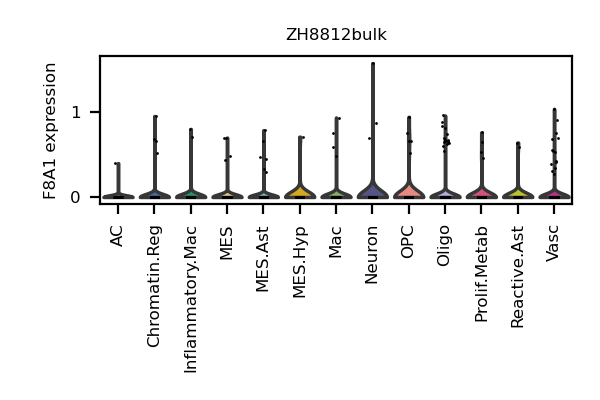 ZH8812bulk
F8A1 expression
1
0
AC
Chromatin.Reg
Inflammatory.Mac
MES
MES.Ast
MES.Hyp
Mac
Neuron
OPC
Oligo
Prolif.Metab
Reactive.Ast
Vasc